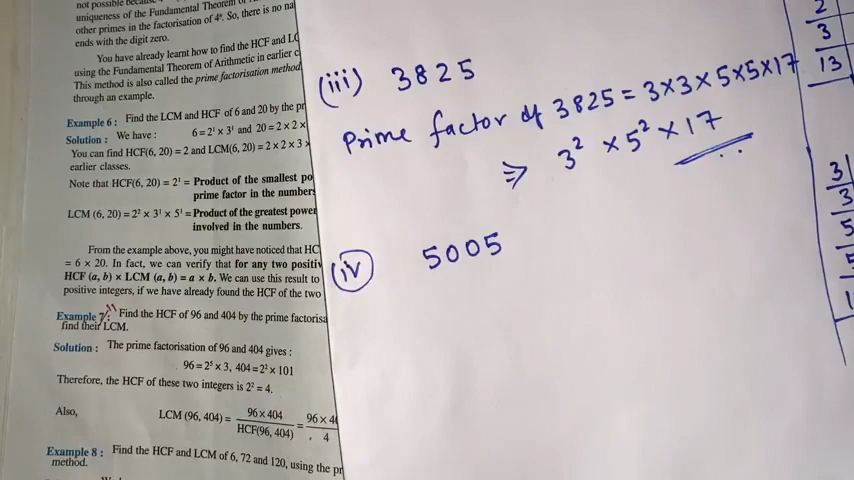 not possible because
uniqueness of the Fundamental Theorem of
other primes in the factorisation of 4ⁿ. So, there is no na
ends with the digit zero.
You have already learnt how to find the HCF and LC
using the Fundamental Theorem of Arithmetic in earlier c
This method is also called the prime factorisation method
through an example.
Example 6 : Find the LCM and HCF of 6 and 20 by the pr
Solution : We have : 6 = 2¹ × 3¹ and 20 = 2 × 2 ×
You can find HCF(6, 20) = 2 and LCM(6, 20) = 2 × 2 × 3 ×
earlier classes.
Note that HCF(6, 20) = 2¹ = Product of the smallest po
prime factor in the numbers
LCM (6, 20) = 2² × 3¹ × 5¹ = Product of the greatest power
involved in the numbers.
From the example above, you might have noticed that HC
= 6 × 20. In fact, we can verify that for any two positiv
HCF (a, b) × LCM (a, b) = a × b. We can use this result to
positive integers, if we have already found the HCF of the two
Example 7 : Find the HCF of 96 and 404 by the prime factorisa
find their LCM.
Solution : The prime factorisation of 96 and 404 gives :
96 = 2⁵ × 3, 404 = 2² × 101
Therefore, the HCF of these two integers is 2² = 4.
Also, LCM (96, 404) = 96 × 404 / HCF(96, 404) = 96 × 40 / 4
Example 8 : Find the HCF and LCM of 6, 72 and 120, using the pr
method.
(iii) 3825
Prime factor of 3825 = 3×3×5×5×17
⇒ 3² × 5² × 17
(iv) 5005
2
3
13
3
3
5
5
1